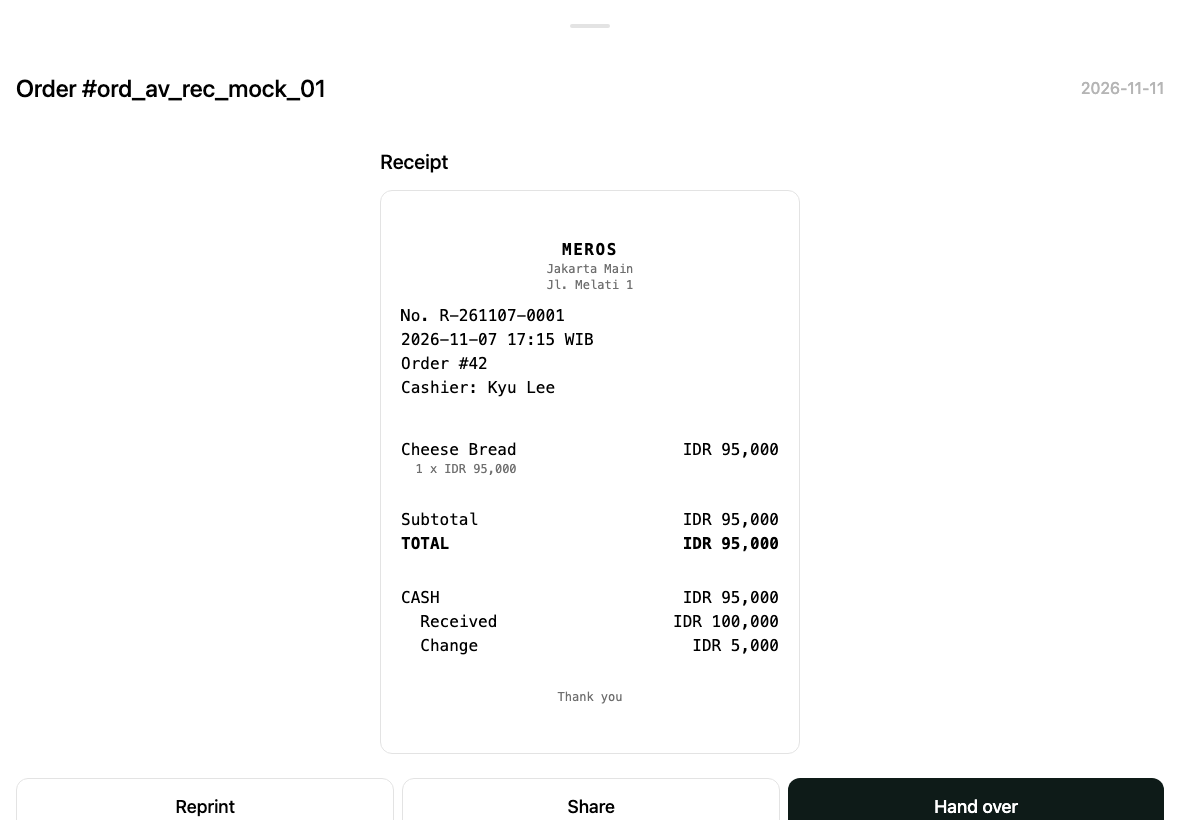 Order #ord_av_rec_mock_01 2026-11-11
Receipt
MEROS
Jakarta Main
Jl. Melati 1
No. R-261107-0001
2026-11-07 17:15 WIB
Order #42
Cashier: Kyu Lee
Cheese Bread IDR 95,000
1 x IDR 95,000
Subtotal IDR 95,000
TOTAL IDR 95,000
CASH IDR 95,000
Received IDR 100,000
Change IDR 5,000
Thank you
Reprint Share Hand over